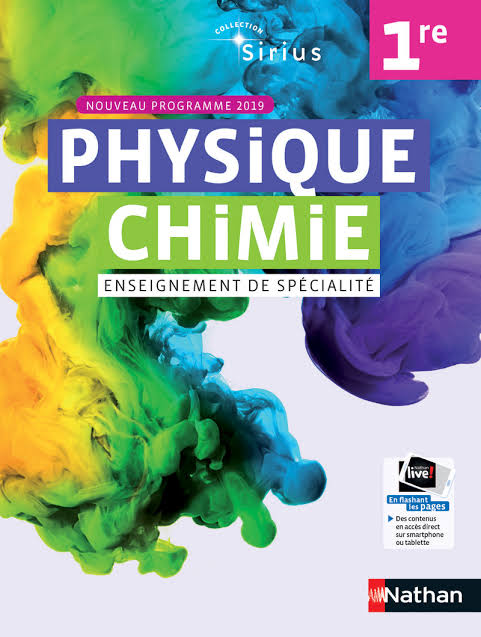 COLLECTION
Sirius
1re
NOUVEAU PROGRAMME 2019
PHYSiQUE
CHiMiE
ENSEIGNEMENT DE SPÉCIALITÉ
Nathan
live!
En flashant
les pages
Des contenus
en accès direct
sur smartphone
ou tablette
Nathan